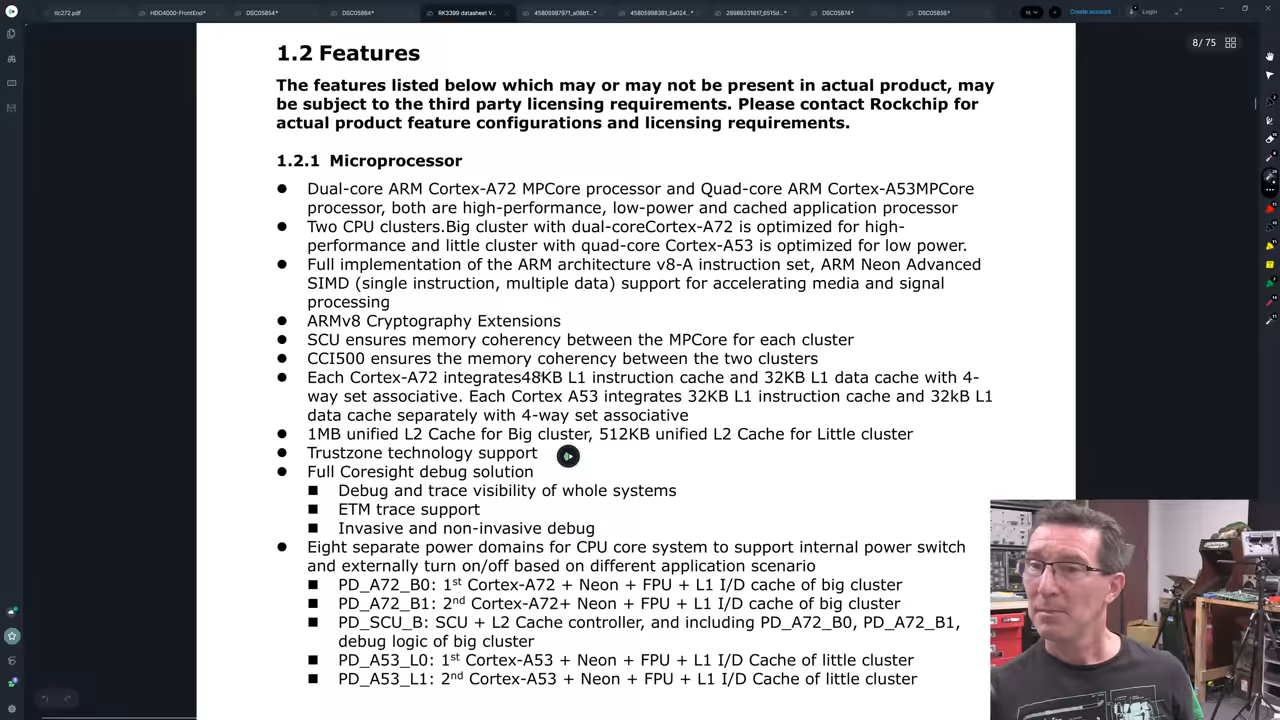 tlc272.pdf
HDO4000-FrontEnd*
DSC05854*
DSC05864*
RK3399 datasheet V...
28988331617_6515d...*
DSC05874*
DSC05856*
15
Create account
Login
8/ 75
1.2 Features
The features listed below which may or may not be present in actual product, may
be subject to the third party licensing requirements. Please contact Rockchip for
actual product feature configurations and licensing requirements.
1.2.1 Microprocessor
● Dual-core ARM Cortex-A72 MPCore processor and Quad-core ARM Cortex-A53MPCore
processor, both are high-performance, low-power and cached application processor
● Two CPU clusters.Big cluster with dual-coreCortex-A72 is optimized for high-
performance and little cluster with quad-core Cortex-A53 is optimized for low power.
● Full implementation of the ARM architecture v8-A instruction set, ARM Neon Advanced
SIMD (single instruction, multiple data) support for accelerating media and signal
processing
● ARMv8 Cryptography Extensions
● SCU ensures memory coherency between the MPCore for each cluster
● CCI500 ensures the memory coherency between the two clusters
● Each Cortex-A72 integrates48KB L1 instruction cache and 32KB L1 data cache with 4-
way set associative. Each Cortex A53 integrates 32KB L1 instruction cache and 32kB L1
data cache separately with 4-way set associative
● 1MB unified L2 Cache for Big cluster, 512KB unified L2 Cache for Little cluster
● Trustzone technology support
● Full Coresight debug solution
■ Debug and trace visibility of whole systems
■ ETM trace support
■ Invasive and non-invasive debug
● Eight separate power domains for CPU core system to support internal power switch
and externally turn on/off based on different application scenario
■ PD_A72_B0: 1st Cortex-A72 + Neon + FPU + L1 I/D cache of big cluster
■ PD_A72_B1: 2nd Cortex-A72+ Neon + FPU + L1 I/D cache of big cluster
■ PD_SCU_B: SCU + L2 Cache controller, and including PD_A72_B0, PD_A72_B1,
debug logic of big cluster
■ PD_A53_L0: 1st Cortex-A53 + Neon + FPU + L1 I/D Cache of little cluster
■ PD_A53_L1: 2nd Cortex-A53 + Neon + FPU + L1 I/D Cache of little cluster